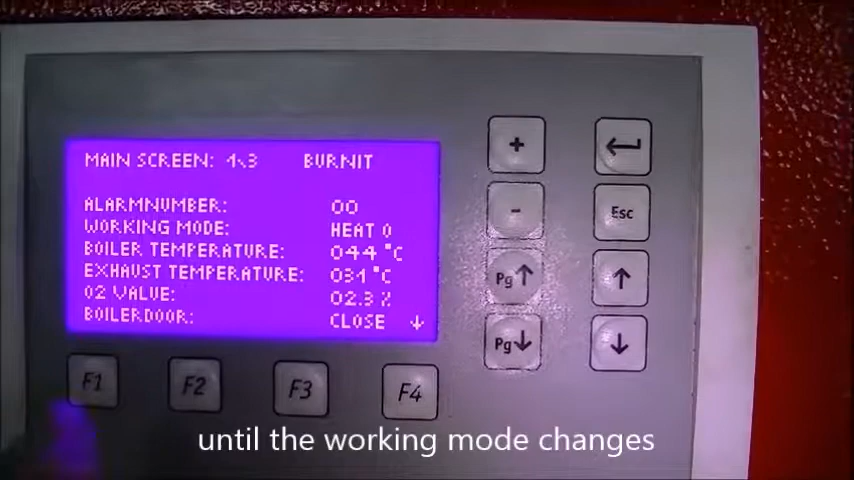 MAIN SCREEN: 1.3 BURNIT
ALARMNUMBER: 00
WORKING MODE: HEAT 0
BOILER TEMPERATURE: 044 °C
EXHAUST TEMPERATURE: 031 °C
O2 VALUE: 02.3 %
BOILERDOOR: CLOSE ↓
+
-
Esc
Pg↑ ↑
Pg↓ ↓
F1 F2 F3 F4
until the working mode changes